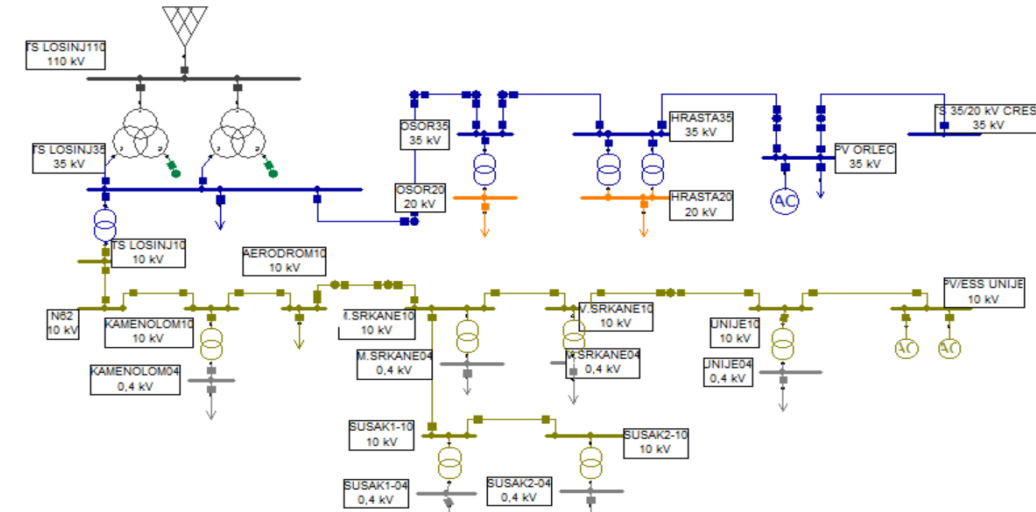 TS LOSINJ110
110 kV
TS LOSINJ35
35 kV
OSOR35
35 kV
HRASTA35
35 kV
TS 35/20 kV CRES
35 kV
PV ORLEC
35 kV
OSOR20
20 kV
HRASTA20
20 kV
AC
TS LOSINJ10
10 kV
AERODROM10
10 kV
N62
10 kV
KAMENOLOM10
10 kV
M.SRKANE10
10 kV
V.SRKANE10
10 kV
UNIJE10
10 kV
PV/ESS UNIJE
10 kV
AC
AC
KAMENOLOM04
0,4 kV
M.SRKANE04
0,4 kV
SRKANE04
0,4 kV
UNIJE04
0,4 kV
SUSAK1-10
10 kV
SUSAK2-10
10 kV
SUSAK1-04
0,4 kV
SUSAK2-04
0,4 kV